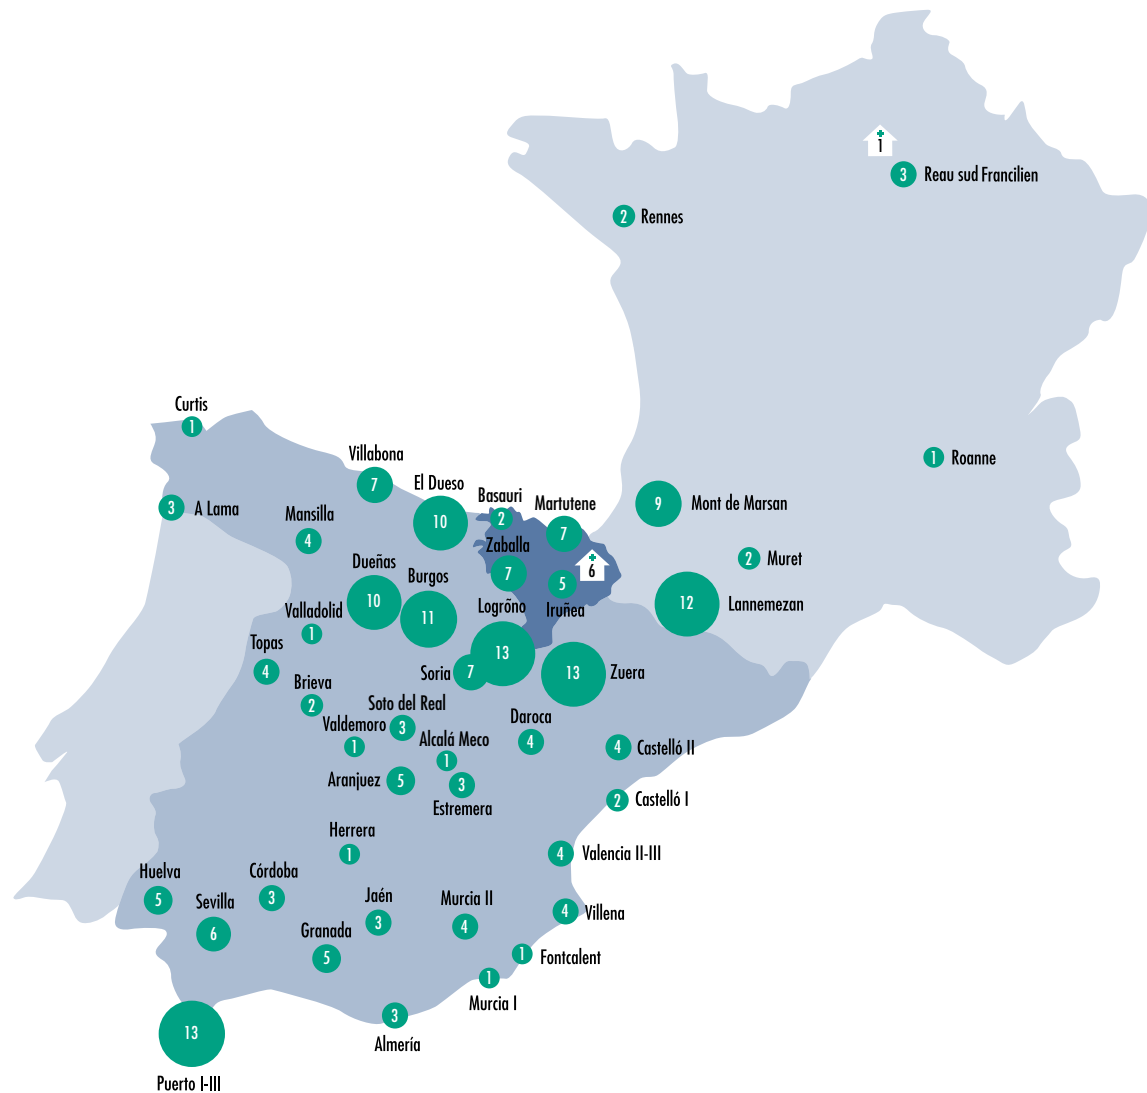 1
3 Reau sud Francilien
2 Rennes
Curtis
1
Villabona
7
1 Roanne
El Dueso
10
Basauri
2
Martutene
7
9 Mont de Marsan
3 A Lama
Mansilla
4
Zaballa
7
6
5
Iruñea
2 Muret
Dueñas
10
Burgos
11
Logrõno
13
12 Lannemezan
Valladolid
1
Topas
4
Soria 7
13 Zuera
Brieva
2
Soto del Real
3
Valdemoro
1
Alcalá Meco
1
Daroca
4
4 Castelló II
Aranjuez 5
3
Estremera
2 Castelló I
Herrera
1
4 Valencia II-III
Huelva
5
Sevilla
6
Córdoba
3
Jaén
3
Murcia II
4
4 Villena
Granada
5
1 Fontcalent
1
Murcia I
3
Almería
13
Puerto I-III